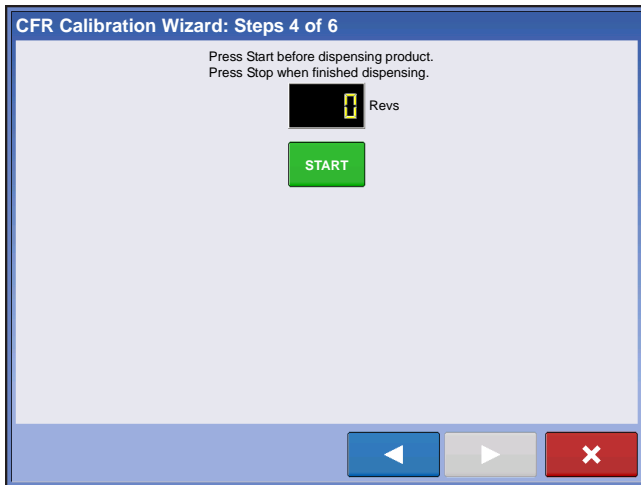 CFR Calibration Wizard: Steps 4 of 6
Press Start before dispensing product.
Press Stop when finished dispensing.
0 Revs
START